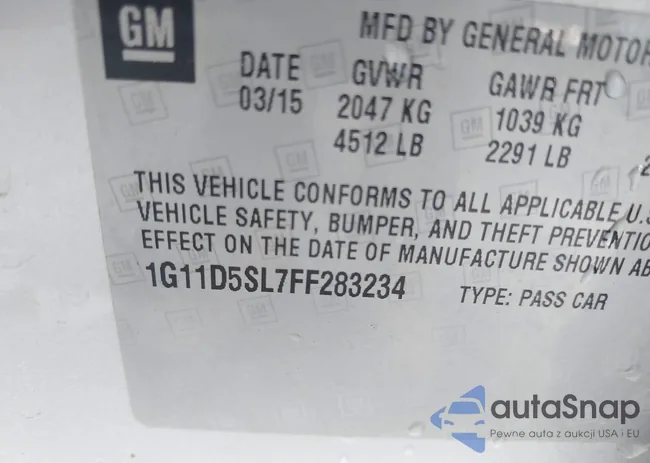 GM
MFD BY GENERAL MOTOR
DATE GVWR GAWR FRT
03/15 2047 KG 1039 KG
4512 LB 2291 LB
THIS VEHICLE CONFORMS TO ALL APPLICABLE U.S
VEHICLE SAFETY, BUMPER, AND THEFT PREVENTIO
EFFECT ON THE DATE OF MANUFACTURE SHOWN AB
1G11D5SL7FF283234 TYPE: PASS CAR
autoSnap
Pewne auta z aukcji USA i EU